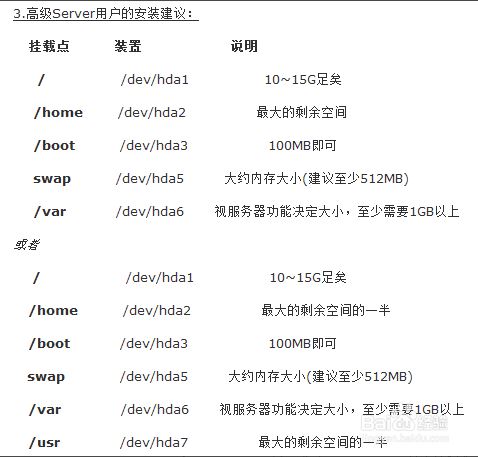 3.高级Server用户的安装建议：
挂载点 装置 说明
/ /dev/hda1 10~15G足矣
/home /dev/hda2 最大的剩余空间
/boot /dev/hda3 100MB即可
swap /dev/hda5 大约内存大小(建议至少512MB)
/var /dev/hda6 视服务器功能决定大小，至少需要1GB以上
或者
/ /dev/hda1 10~15G足矣
/home /dev/hda2 最大的剩余空间的一半
/boot /dev/hda3 100MB即可
swap /dev/hda5 大约内存大小(建议至少512MB)
/var /dev/hda6 视服务器功能决定大小，至少需要1GB以上
/usr /dev/hda7 最大的剩余空间的一半
Baidu经验